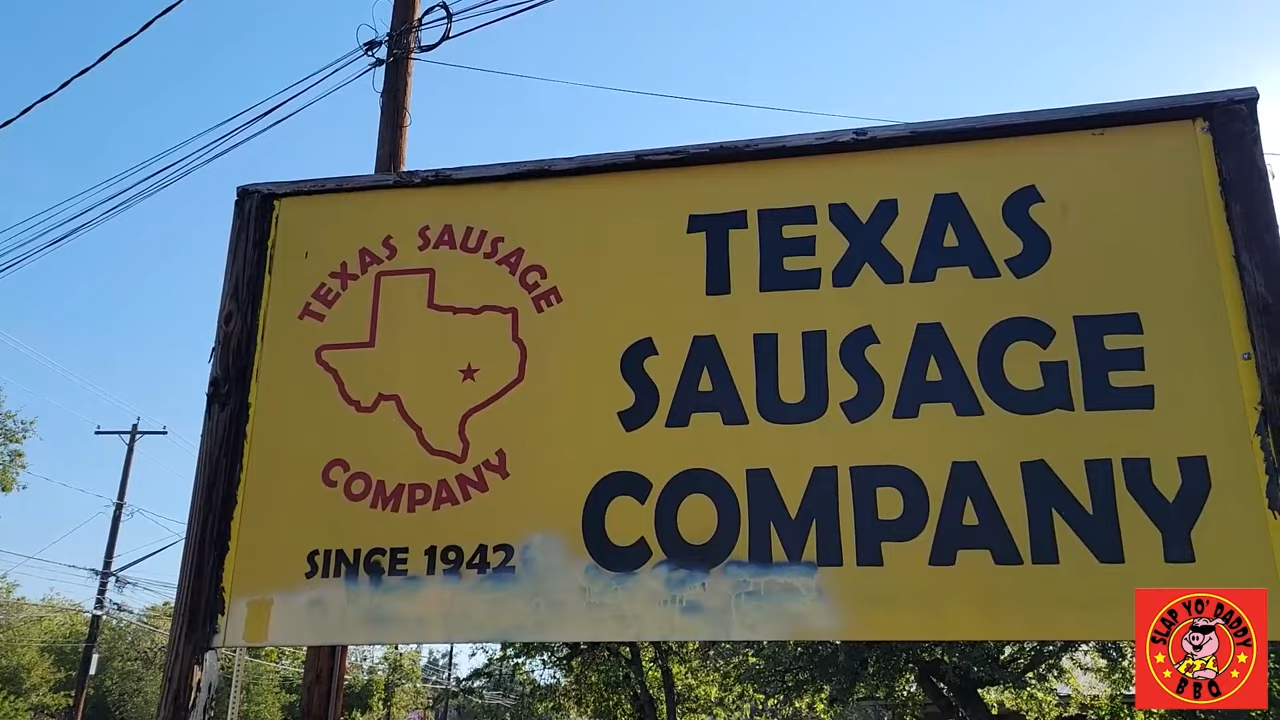 TEXAS SAUSAGE
COMPANY
SINCE 1942
TEXAS
SAUSAGE
COMPANY
SLAP YO' DADDY
BBQ